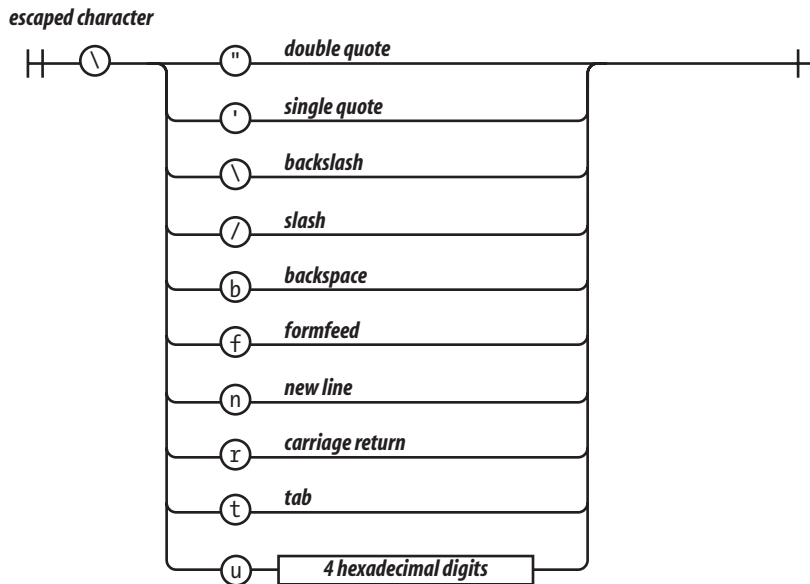 escaped character
\
" double quote
' single quote
\ backslash
/ slash
b backspace
f formfeed
n new line
r carriage return
t tab
u 4 hexadecimal digits